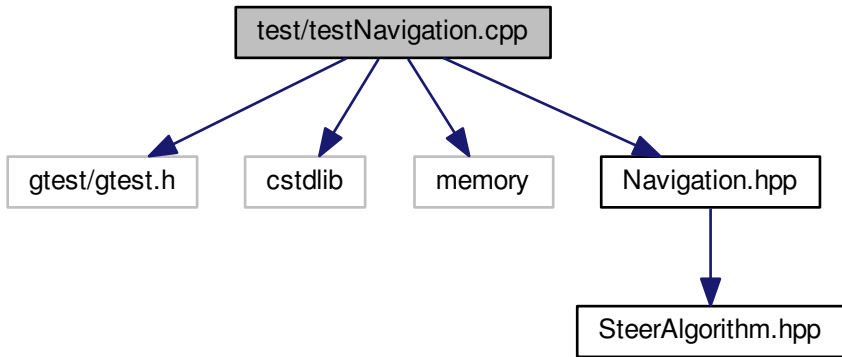 test/testNavigation.cpp
gtest/gtest.h
cstdlib
memory
Navigation.hpp
SteerAlgorithm.hpp